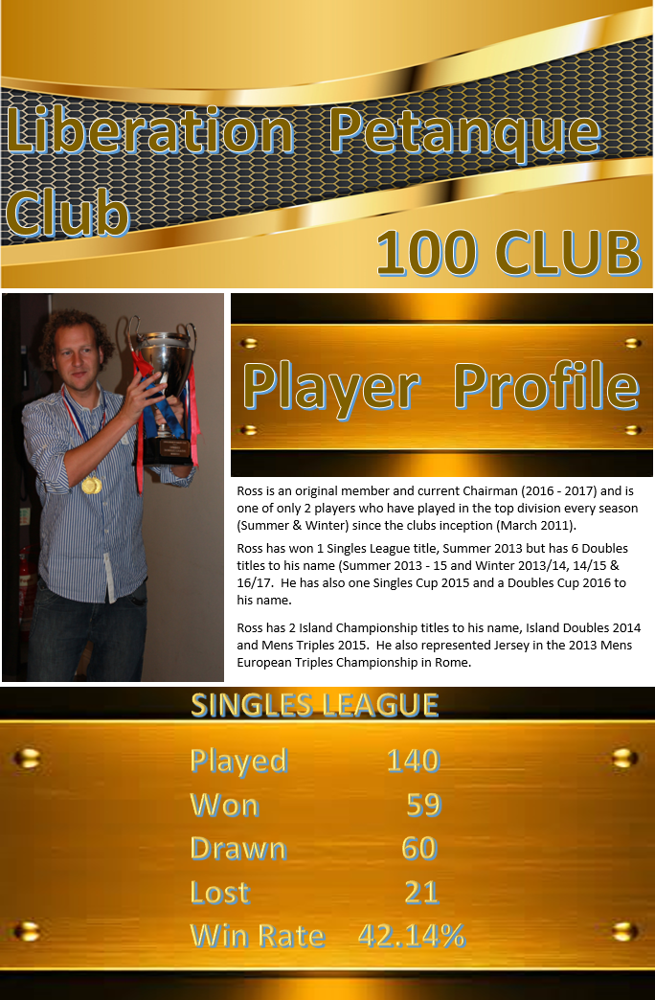 Liberation Petanque
Club
100 CLUB
Player Profile
Ross is an original member and current Chairman (2016 - 2017) and is
one of only 2 players who have played in the top division every season
(Summer & Winter) since the clubs inception (March 2011).
Ross has won 1 Singles League title, Summer 2013 but has 6 Doubles
titles to his name (Summer 2013 - 15 and Winter 2013/14, 14/15 &
16/17. He has also one Singles Cup 2015 and a Doubles Cup 2016 to
his name.
Ross has 2 Island Championship titles to his name, Island Doubles 2014
and Mens Triples 2015. He also represented Jersey in the 2013 Mens
European Triples Championship in Rome.
SINGLES LEAGUE
Played 140
Won 59
Drawn 60
Lost 21
Win Rate 42.14%